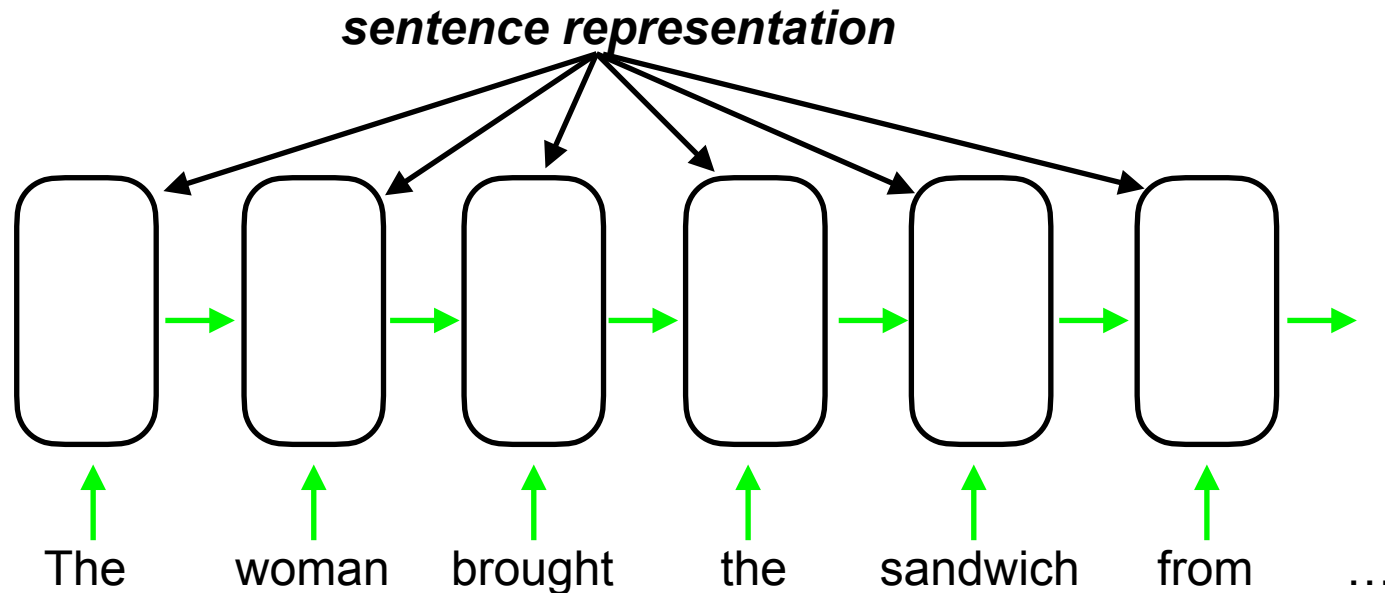 sentence representation
The woman brought the sandwich from ...